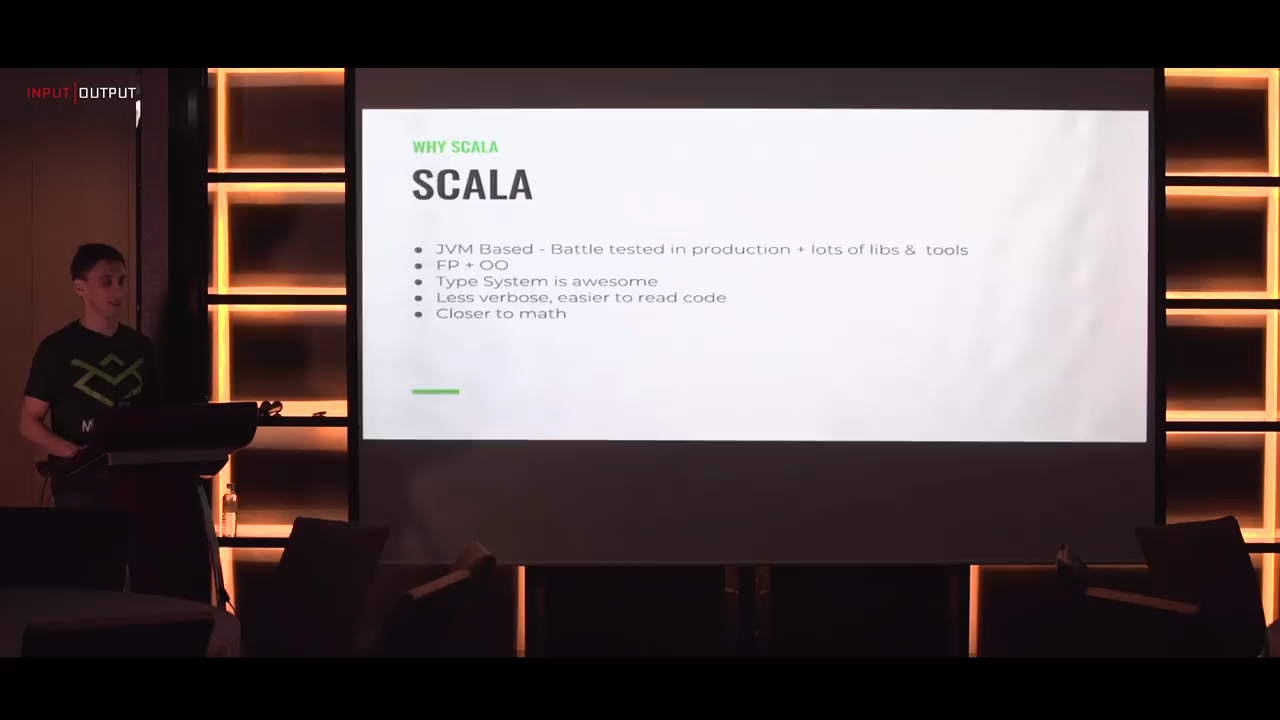 INPUT|OUTPUT
WHY SCALA
SCALA
● JVM Based - Battle tested in production + lots of libs & tools
● FP + OO
● Type System is awesome
● Less verbose, easier to read code
● Closer to math